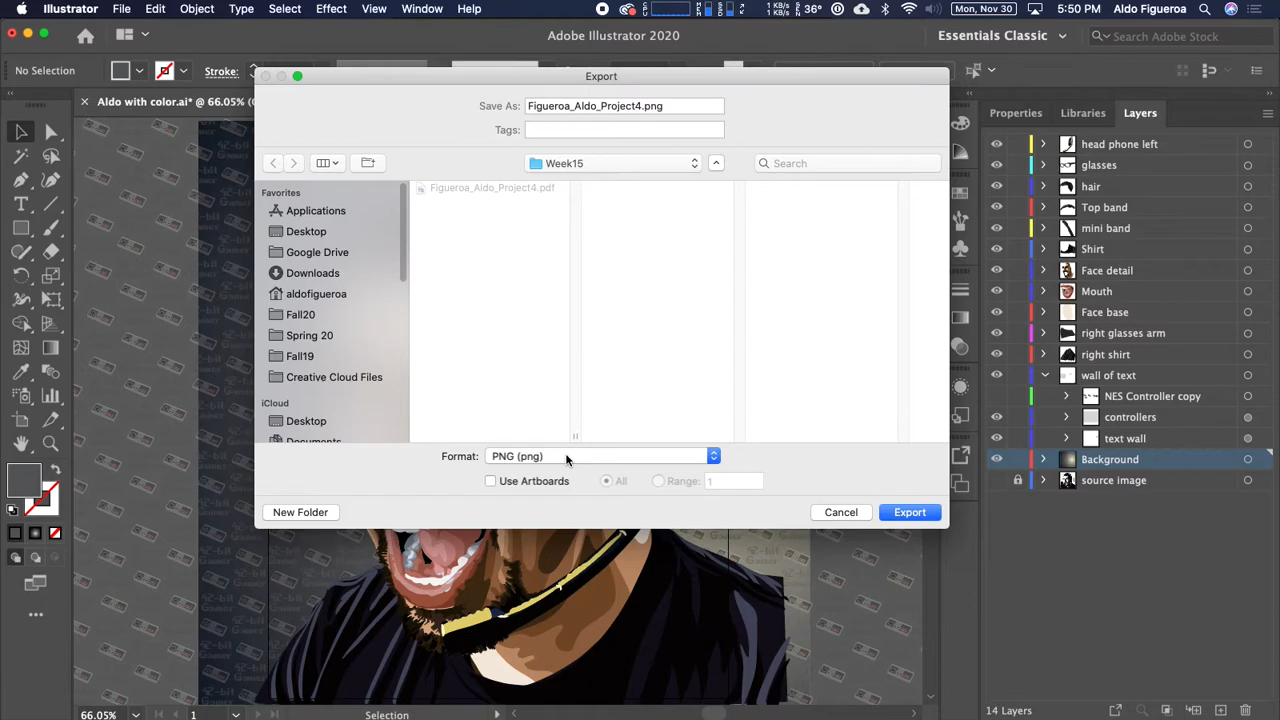 Illustrator File Edit Object Type Select Effect View Window Help 1 KB/s 1 KB/s 36° Mon, Nov 30 5:50 PM Aldo Figueroa
Adobe Illustrator 2020 Essentials Classic Search Adobe Stock
No Selection Stroke:
Export
Aldo with color.ai* @ 66.05%
Save As: Figueroa_Aldo_Project4.png
Tags:
Week15 Search
Favorites
Applications
Desktop
Google Drive
Downloads
aldofigueroa
Fall20
Spring 20
Fall19
Creative Cloud Files
iCloud
Desktop
Documents
Figueroa_Aldo_Project4.pdf
Format: PNG (png)
Use Artboards All Range: 1
New Folder Cancel Export
Properties Libraries Layers
head phone left
glasses
hair
Top band
mini band
Shirt
Face detail
Mouth
Face base
right glasses arm
right shirt
wall of text
NES Controller copy
controllers
text wall
Background
source image
66.05% 1 Selection 14 Layers